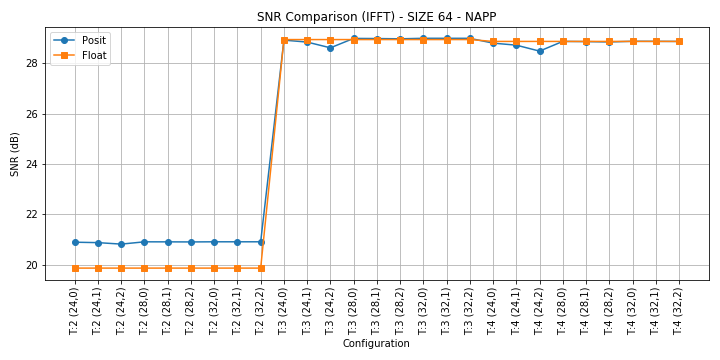 SNR Comparison (IFFT) - SIZE 64 - NAPP
Posit
Float
SNR (dB)
28
26
24
22
20
T:2 (24,0)
T:2 (24,1)
T:2 (24,2)
T:2 (28,0)
T:2 (28,1)
T:2 (28,2)
T:2 (32,0)
T:2 (32,1)
T:2 (32,2)
T:3 (24,0)
T:3 (24,1)
T:3 (24,2)
T:3 (28,0)
T:3 (28,1)
T:3 (28,2)
T:3 (32,0)
T:3 (32,1)
T:3 (32,2)
T:4 (24,0)
T:4 (24,1)
T:4 (24,2)
T:4 (28,0)
T:4 (28,1)
T:4 (28,2)
T:4 (32,0)
T:4 (32,1)
T:4 (32,2)
Configuration